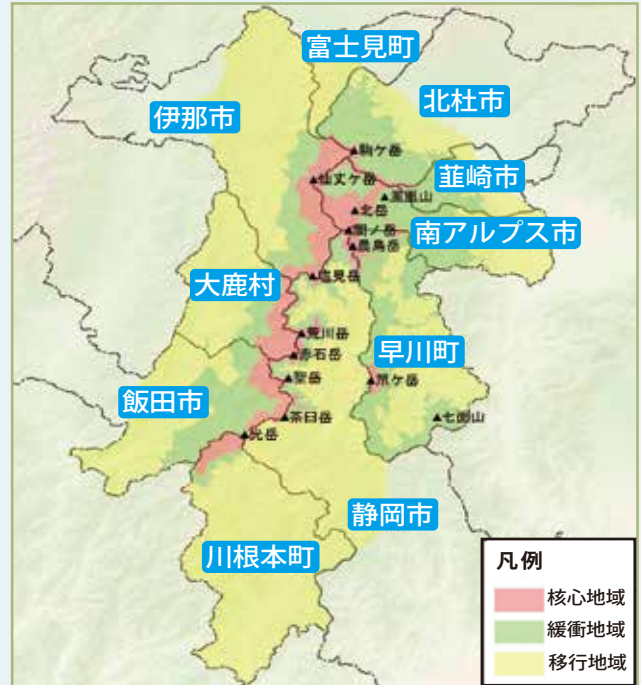 富士見町
北杜市
伊那市
▲駒ケ岳
▲仙丈ケ岳
韮崎市
▲鳳凰山
▲北岳
南アルプス市
▲間ノ岳
▲農鳥岳
▲塩見岳
大鹿村
▲荒川岳
早川町
▲赤石岳
▲聖岳
▲笊ケ岳
飯田市
▲茶臼岳
▲七面山
▲光岳
静岡市
川根本町
凡例
核心地域
緩衝地域
移行地域